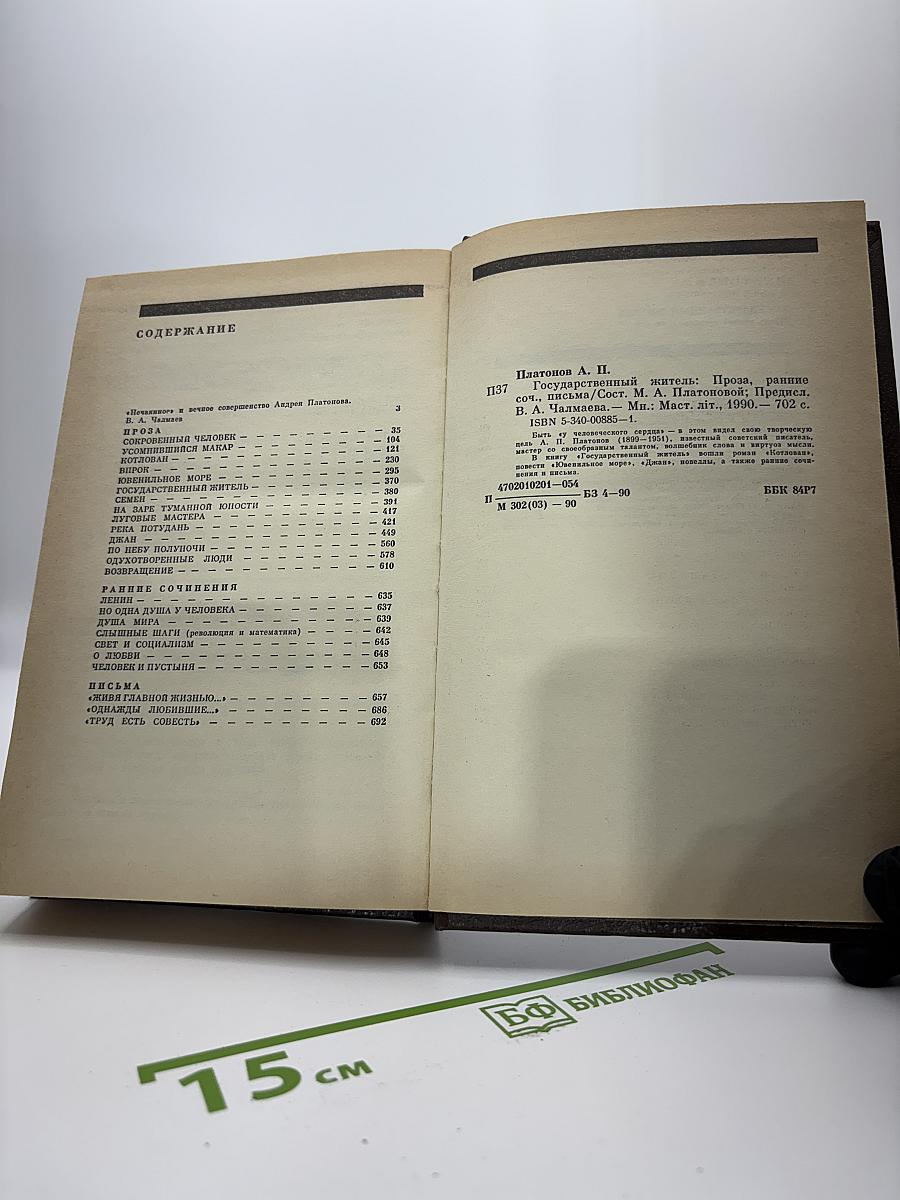 СОДЕРЖАНИЕ
«Нечаянное» и вечное совершенство Андрея Платонова.
В. А. Чалмаев 3
ПРОЗА
СОКРОВЕННЫЙ ЧЕЛОВЕК — 35
УСОМНИВШИЙСЯ МАКАР — 104
КОТЛОВАН — 121
ВПРОК — 230
ЮВЕНИЛЬНОЕ МОРЕ — 295
ГОСУДАРСТВЕННЫЙ ЖИТЕЛЬ — 370
СЕМЕН — 380
НА ЗАРЕ ТУМАННОЙ ЮНОСТИ — 391
ЛУГОВЫЕ МАСТЕРА — 417
РЕКА ПОТУДАНЬ — 421
ДЖАН — 449
ПО НЕБУ ПОЛУНОЧИ — 560
ОДУХОТВОРЕННЫЕ ЛЮДИ — 578
ВОЗВРАЩЕНИЕ — 610
РАННИЕ СОЧИНЕНИЯ
ЛЕНИН — 635
НО ОДНА ДУША У ЧЕЛОВЕКА — 637
ДУША МИРА — 639
СЛЫШНЫЕ ШАГИ (революция и математика) — 642
СВЕТ И СОЦИАЛИЗМ — 645
О ЛЮБВИ — 648
ЧЕЛОВЕК И ПУСТЫНЯ — 653
ПИСЬМА
«ЖИВЯ ГЛАВНОЙ ЖИЗНЬЮ...» — 657
«ОДНАЖДЫ ЛЮБИВШИЕ...» — 686
«ТРУД ЕСТЬ СОВЕСТЬ» — 692
Платонов А. П.
П37 Государственный житель: Проза, ранние
соч., письма/Сост. М. А. Платоновой; Предисл.
В. А. Чалмаева.— Мн.: Маст. літ., 1990.— 702 с.
ISBN 5-340-00885—1.
Быть «у человеческого сердца» — в этом видел свою творческую
цель А. П. Платонов (1899—1951), известный советский писатель,
мастер со своеобразным талантом, волшебник слова и виртуоз мысли.
В книгу «Государственный житель» вошли роман «Котлован»,
повести «Ювенильное море», «Джан», новеллы, а также ранние сочи-
нения и письма.
4702010201—054
П БЗ 4—90 ББК 84Р7
М 302(03) — 90
БФ БИБЛИОФАН
15 см